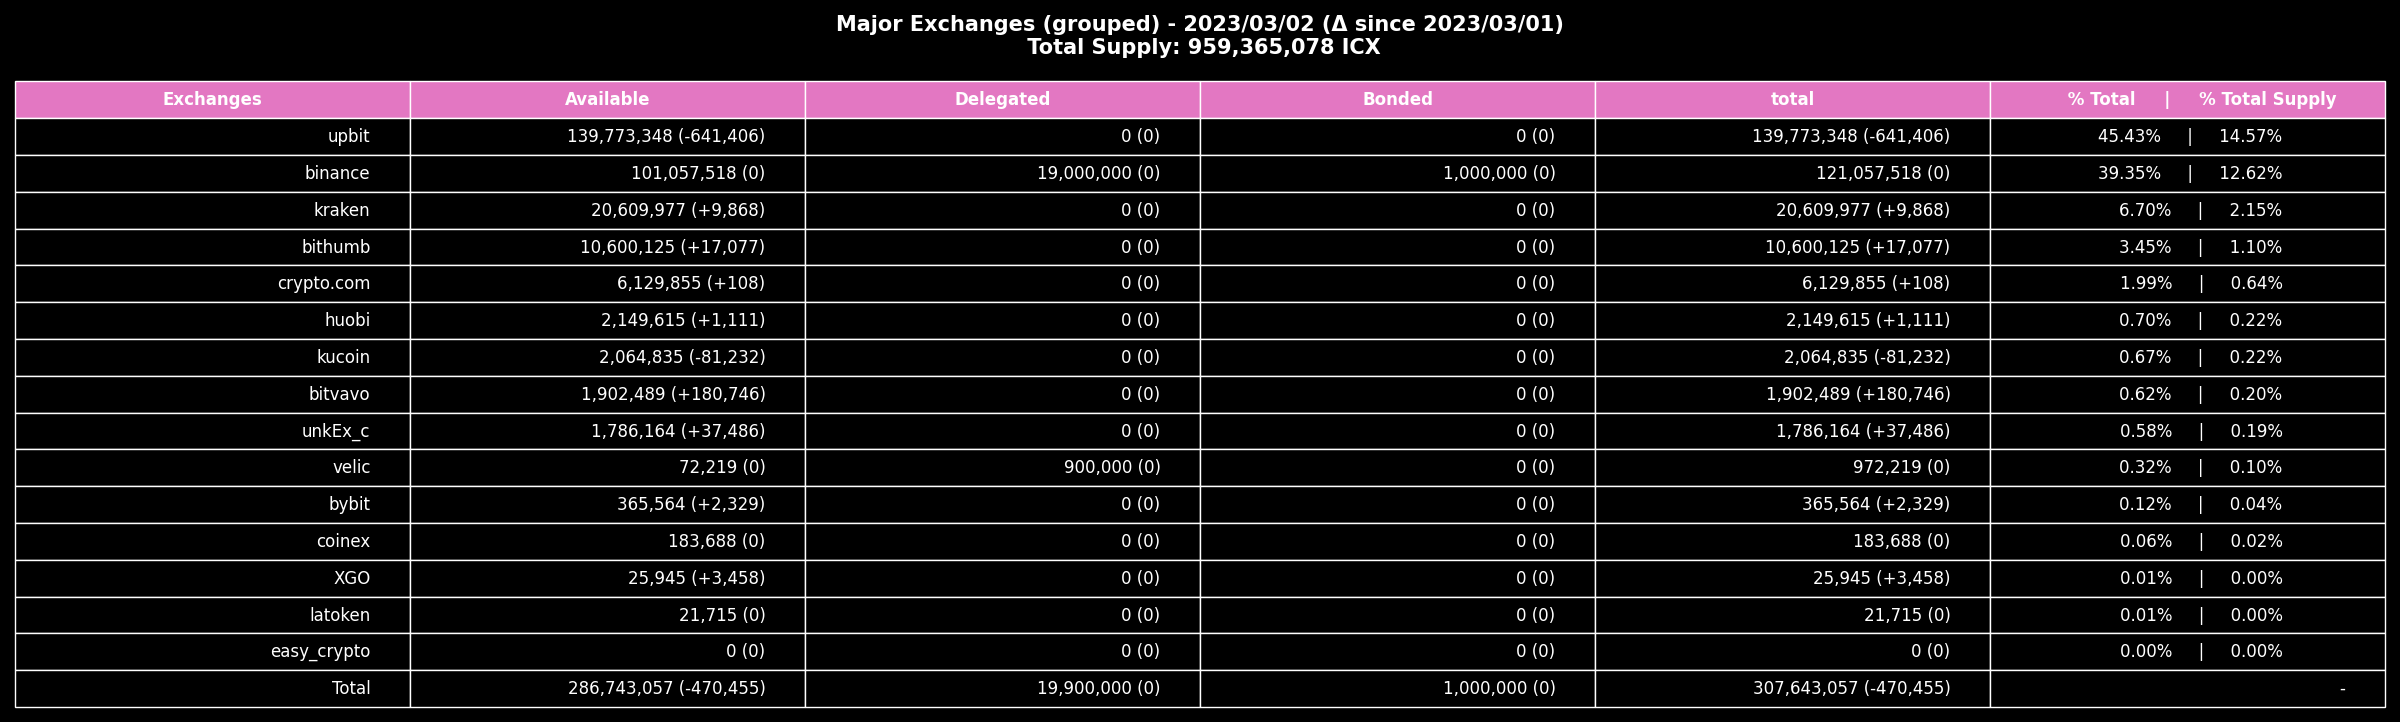 Major Exchanges (grouped) - 2023/03/02 (Δ since 2023/03/01)
Total Supply: 959,365,078 ICX
Exchanges Available Delegated Bonded total % Total | % Total Supply
upbit 139,773,348 (-641,406) 0 (0) 0 (0) 139,773,348 (-641,406) 45.43% | 14.57%
binance 101,057,518 (0) 19,000,000 (0) 1,000,000 (0) 121,057,518 (0) 39.35% | 12.62%
kraken 20,609,977 (+9,868) 0 (0) 0 (0) 20,609,977 (+9,868) 6.70% | 2.15%
bithumb 10,600,125 (+17,077) 0 (0) 0 (0) 10,600,125 (+17,077) 3.45% | 1.10%
crypto.com 6,129,855 (+108) 0 (0) 0 (0) 6,129,855 (+108) 1.99% | 0.64%
huobi 2,149,615 (+1,111) 0 (0) 0 (0) 2,149,615 (+1,111) 0.70% | 0.22%
kucoin 2,064,835 (-81,232) 0 (0) 0 (0) 2,064,835 (-81,232) 0.67% | 0.22%
bitvavo 1,902,489 (+180,746) 0 (0) 0 (0) 1,902,489 (+180,746) 0.62% | 0.20%
unkEx_c 1,786,164 (+37,486) 0 (0) 0 (0) 1,786,164 (+37,486) 0.58% | 0.19%
velic 72,219 (0) 900,000 (0) 0 (0) 972,219 (0) 0.32% | 0.10%
bybit 365,564 (+2,329) 0 (0) 0 (0) 365,564 (+2,329) 0.12% | 0.04%
coinex 183,688 (0) 0 (0) 0 (0) 183,688 (0) 0.06% | 0.02%
XGO 25,945 (+3,458) 0 (0) 0 (0) 25,945 (+3,458) 0.01% | 0.00%
latoken 21,715 (0) 0 (0) 0 (0) 21,715 (0) 0.01% | 0.00%
easy_crypto 0 (0) 0 (0) 0 (0) 0 (0) 0.00% | 0.00%
Total 286,743,057 (-470,455) 19,900,000 (0) 1,000,000 (0) 307,643,057 (-470,455) -